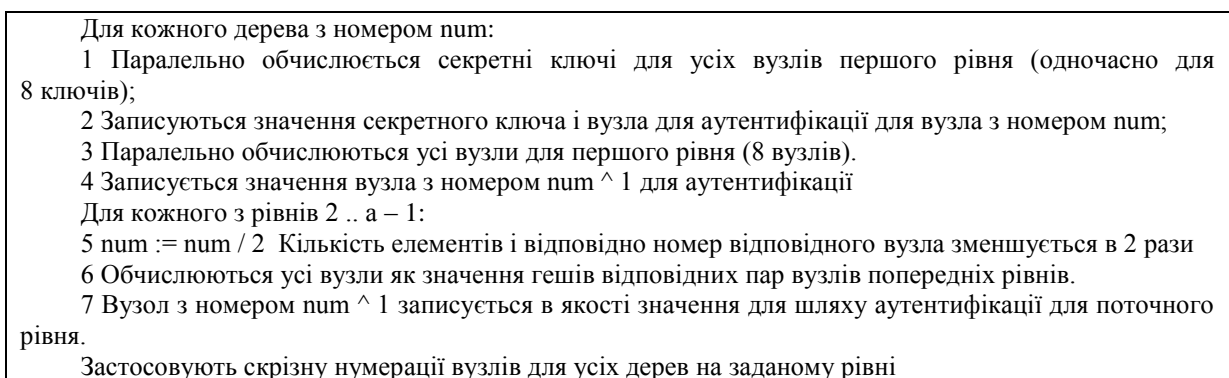 Для кожного дерева з номером num:
1 Паралельно обчислюється секретні ключі для усіх вузлів першого рівня (одночасно для
8 ключів);
2 Записуються значення секретного ключа і вузла для аутентифікації для вузла з номером num;
3 Паралельно обчислюються усі вузли для першого рівня (8 вузлів).
4 Записується значення вузла з номером num ^ 1 для аутентифікації
Для кожного з рівнів 2 .. a – 1:
5 num := num / 2 Кількість елементів і відповідно номер відповідного вузла зменшується в 2 рази
6 Обчислюються усі вузли як значення гешів відповідних пар вузлів попередніх рівнів.
7 Вузол з номером num ^ 1 записується в якості значення для шляху аутентифікації для поточного
рівня.
Застосовують скрізну нумерації вузлів для усіх дерев на заданому рівні